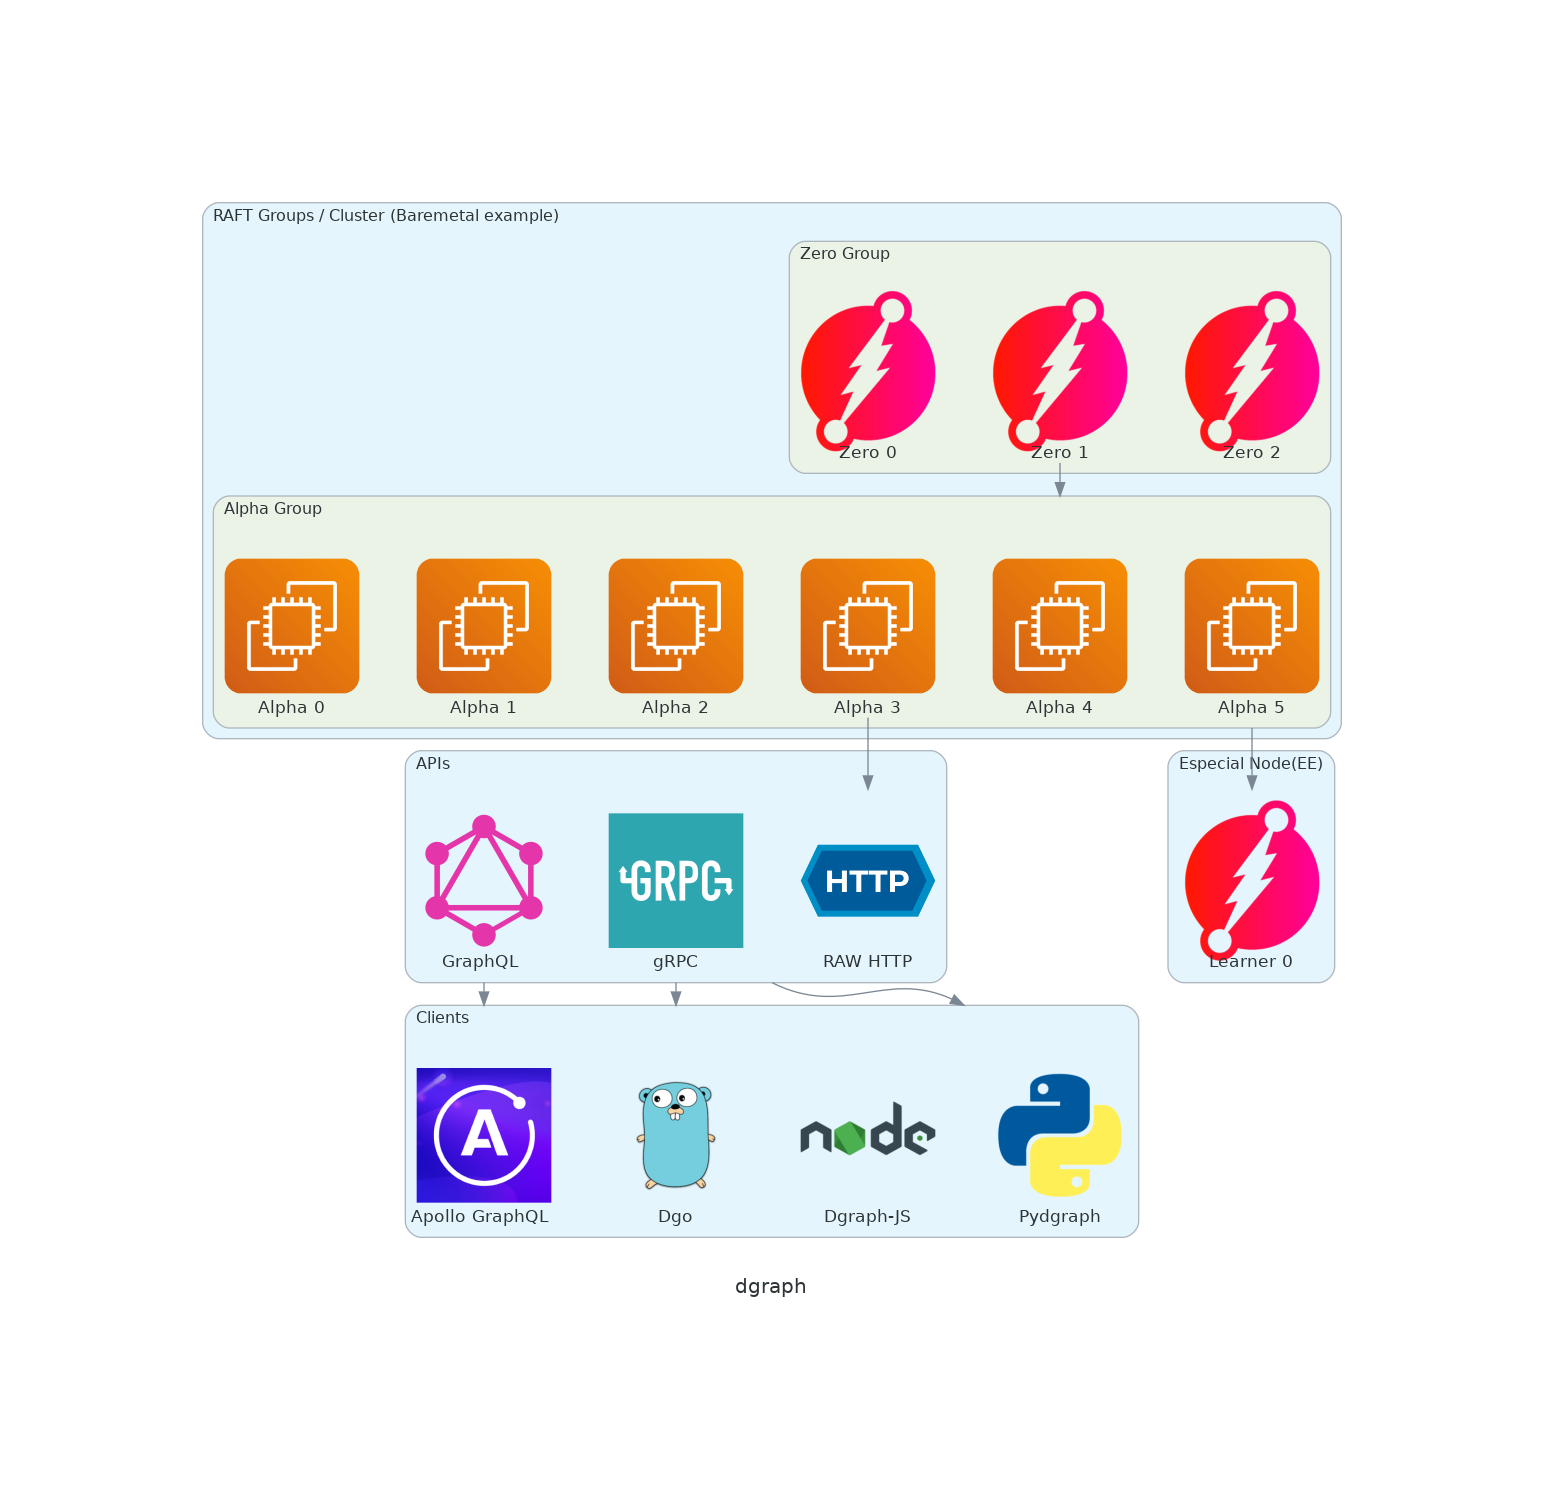 RAFT Groups / Cluster (Baremetal example)
Zero Group
Zero 0
Zero 1
Zero 2
Alpha Group
Alpha 0
Alpha 1
Alpha 2
Alpha 3
Alpha 4
Alpha 5
APIs
GRPC
HTTP
GraphQL
gRPC
RAW HTTP
Especial Node(EE)
Learner 0
Clients
A
node
Apollo GraphQL
Dgo
Dgraph-JS
Pydgraph
dgraph